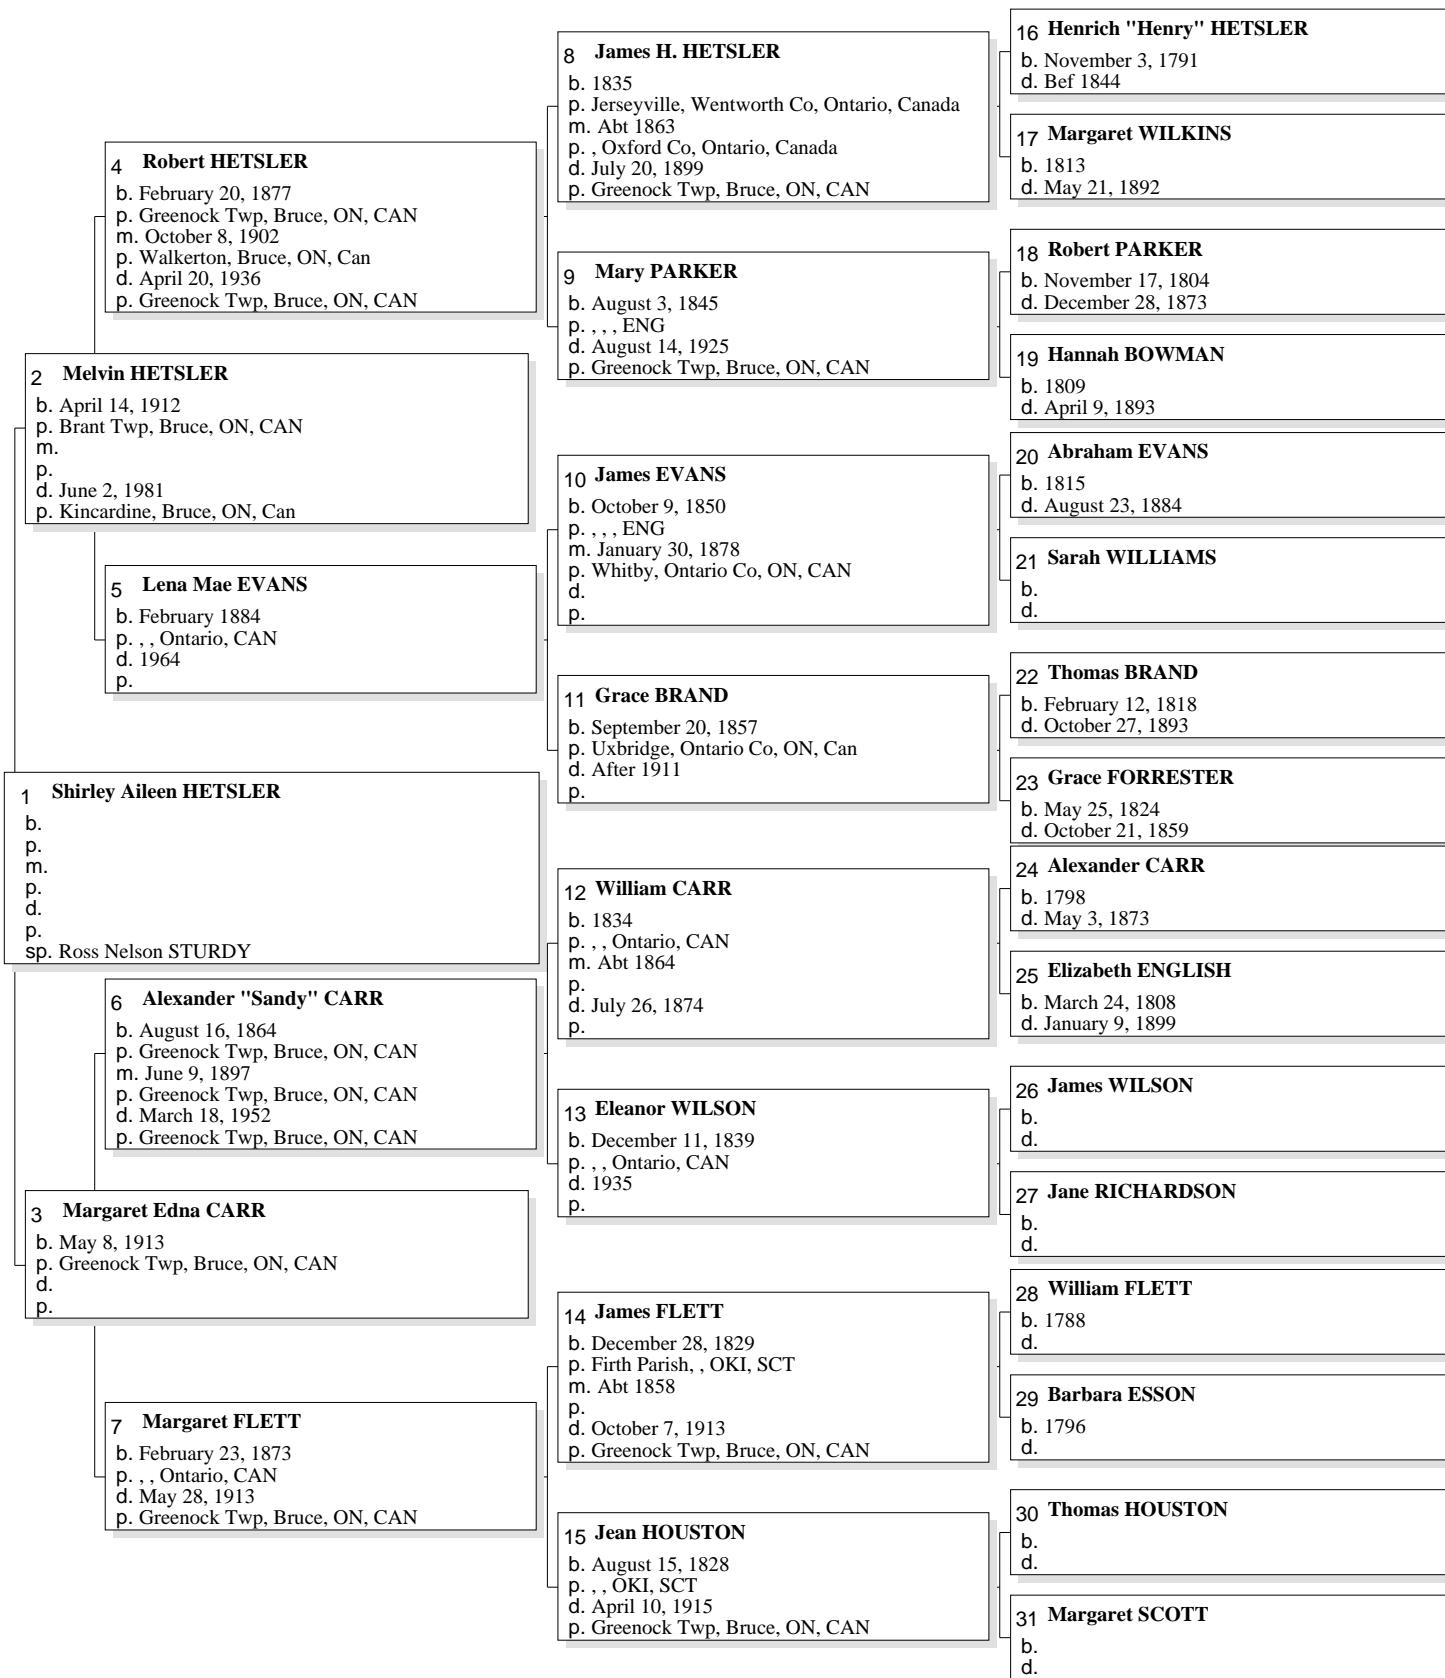 1 Shirley Aileen HETSLER
b.
p.
m.
p.
d.
p.
sp. Ross Nelson STURDY
2 Melvin HETSLER
b. April 14, 1912
p. Brant Twp, Bruce, ON, CAN
m.
p.
d. June 2, 1981
p. Kincardine, Bruce, ON, Can
3 Margaret Edna CARR
b. May 8, 1913
p. Greenock Twp, Bruce, ON, CAN
d.
p.
4 Robert HETSLER
b. February 20, 1877
p. Greenock Twp, Bruce, ON, CAN
m. October 8, 1902
p. Walkerton, Bruce, ON, Can
d. April 20, 1936
p. Greenock Twp, Bruce, ON, CAN
5 Lena Mae EVANS
b. February 1884
p. , , Ontario, CAN
d. 1964
p.
6 Alexander "Sandy" CARR
b. August 16, 1864
p. Greenock Twp, Bruce, ON, CAN
m. June 9, 1897
p. Greenock Twp, Bruce, ON, CAN
d. March 18, 1952
p. Greenock Twp, Bruce, ON, CAN
7 Margaret FLETT
b. February 23, 1873
p. , , Ontario, CAN
d. May 28, 1913
p. Greenock Twp, Bruce, ON, CAN
8 James H. HETSLER
b. 1835
p. Jerseyville, Wentworth Co, Ontario, Canada
m. Abt 1863
p. , Oxford Co, Ontario, Canada
d. July 20, 1899
p. Greenock Twp, Bruce, ON, CAN
9 Mary PARKER
b. August 3, 1845
p. , , , ENG
d. August 14, 1925
p. Greenock Twp, Bruce, ON, CAN
10 James EVANS
b. October 9, 1850
p. , , , ENG
m. January 30, 1878
p. Whitby, Ontario Co, ON, CAN
d.
p.
11 Grace BRAND
b. September 20, 1857
p. Uxbridge, Ontario Co, ON, Can
d. After 1911
p.
12 William CARR
b. 1834
p. , , Ontario, CAN
m. Abt 1864
p.
d. July 26, 1874
p.
13 Eleanor WILSON
b. December 11, 1839
p. , , Ontario, CAN
d. 1935
p.
14 James FLETT
b. December 28, 1829
p. Firth Parish, , OKI, SCT
m. Abt 1858
p.
d. October 7, 1913
p. Greenock Twp, Bruce, ON, CAN
15 Jean HOUSTON
b. August 15, 1828
p. , , OKI, SCT
d. April 10, 1915
p. Greenock Twp, Bruce, ON, CAN
16 Henrich "Henry" HETSLER
b. November 3, 1791
d. Bef 1844
17 Margaret WILKINS
b. 1813
d. May 21, 1892
18 Robert PARKER
b. November 17, 1804
d. December 28, 1873
19 Hannah BOWMAN
b. 1809
d. April 9, 1893
20 Abraham EVANS
b. 1815
d. August 23, 1884
21 Sarah WILLIAMS
b.
d.
22 Thomas BRAND
b. February 12, 1818
d. October 27, 1893
23 Grace FORRESTER
b. May 25, 1824
d. October 21, 1859
24 Alexander CARR
b. 1798
d. May 3, 1873
25 Elizabeth ENGLISH
b. March 24, 1808
d. January 9, 1899
26 James WILSON
b.
d.
27 Jane RICHARDSON
b.
d.
28 William FLETT
b. 1788
d.
29 Barbara ESSON
b. 1796
d.
30 Thomas HOUSTON
b.
d.
31 Margaret SCOTT
b.
d.